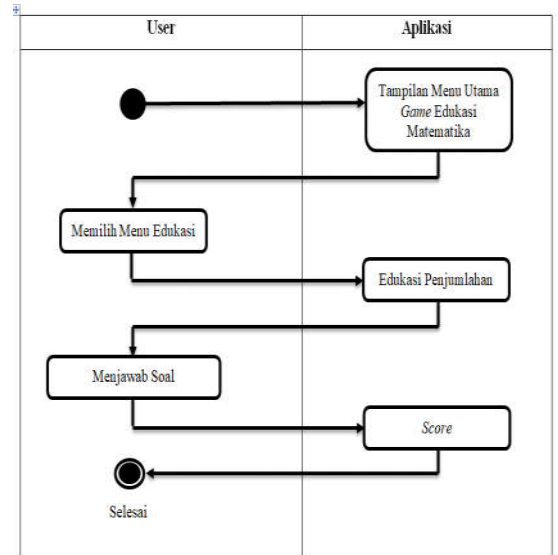 User
Aplikasi
Tampilan Menu Utama
Game Edukasi
Matematika
Memilih Menu Edukasi
Edukasi Penjumlahan
Menjawab Soal
Score
Selesai